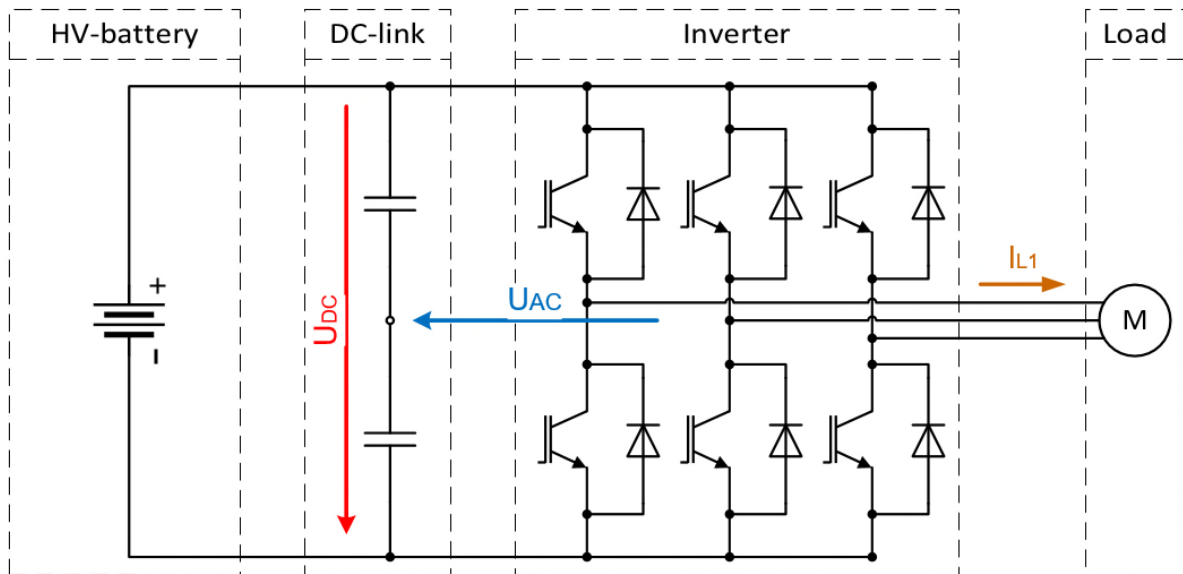 HV-battery
DC-link
Inverter
Load
+
-
UDC
UAC
IL1
M